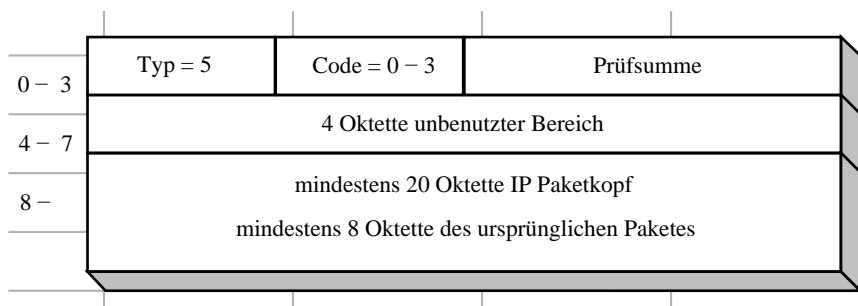 Typ = 5
Code = 0 − 3
Prüfsumme
0 − 3
4 Oktette unbenutzter Bereich
4 − 7
mindestens 20 Oktette IP Paketkopf
8 −
mindestens 8 Oktette des ursprünglichen Paketes